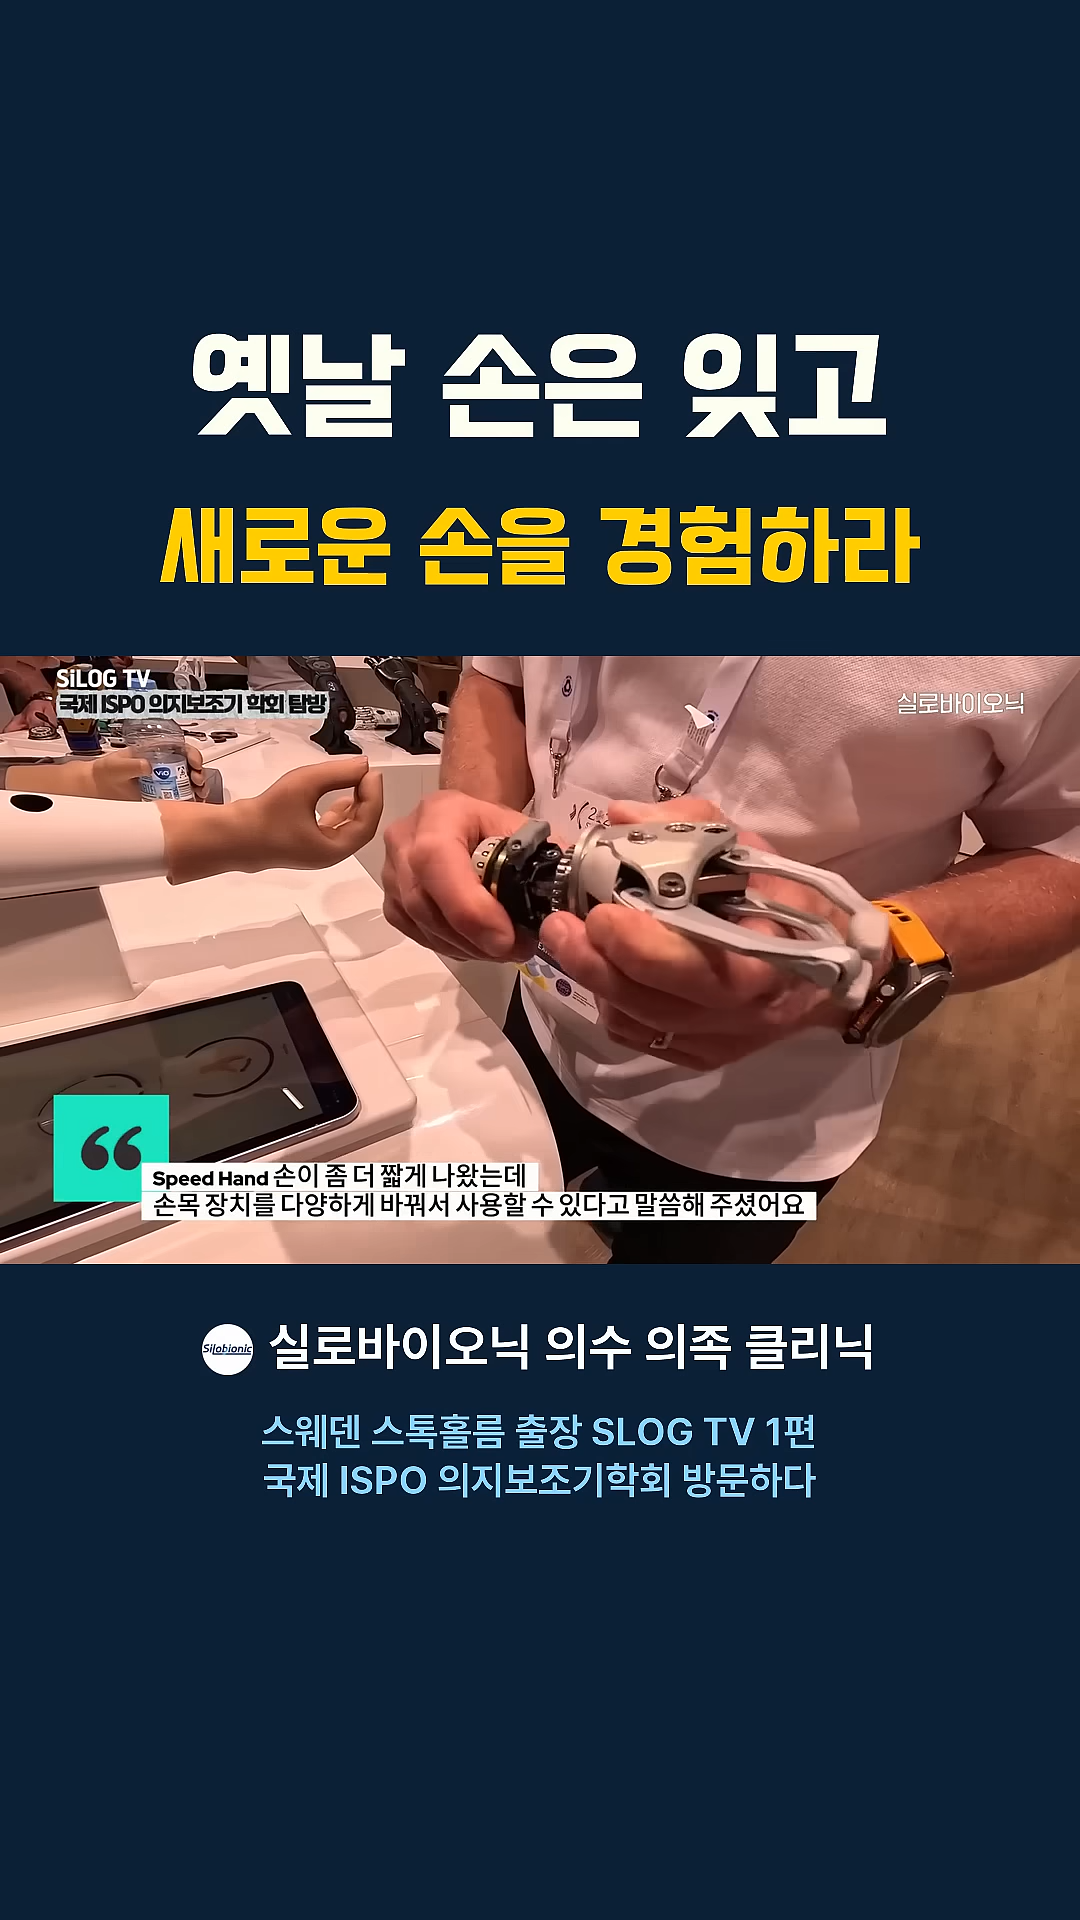 옛날 손은 잊고
새로운 손을 경험하라
SiLOG TV
국제 ISPO 의지보조기 학회 탐방
실로바이오닉
ViO
“
Speed Hand 손이 좀 더 짧게 나왔는데
손목 장치를 다양하게 바꿔서 사용할 수 있다고 말씀해 주셨어요
Silobionic 실로바이오닉 의수 의족 클리닉
스웨덴 스톡홀름 출장 SLOG TV 1편
국제 ISPO 의지보조기학회 방문하다